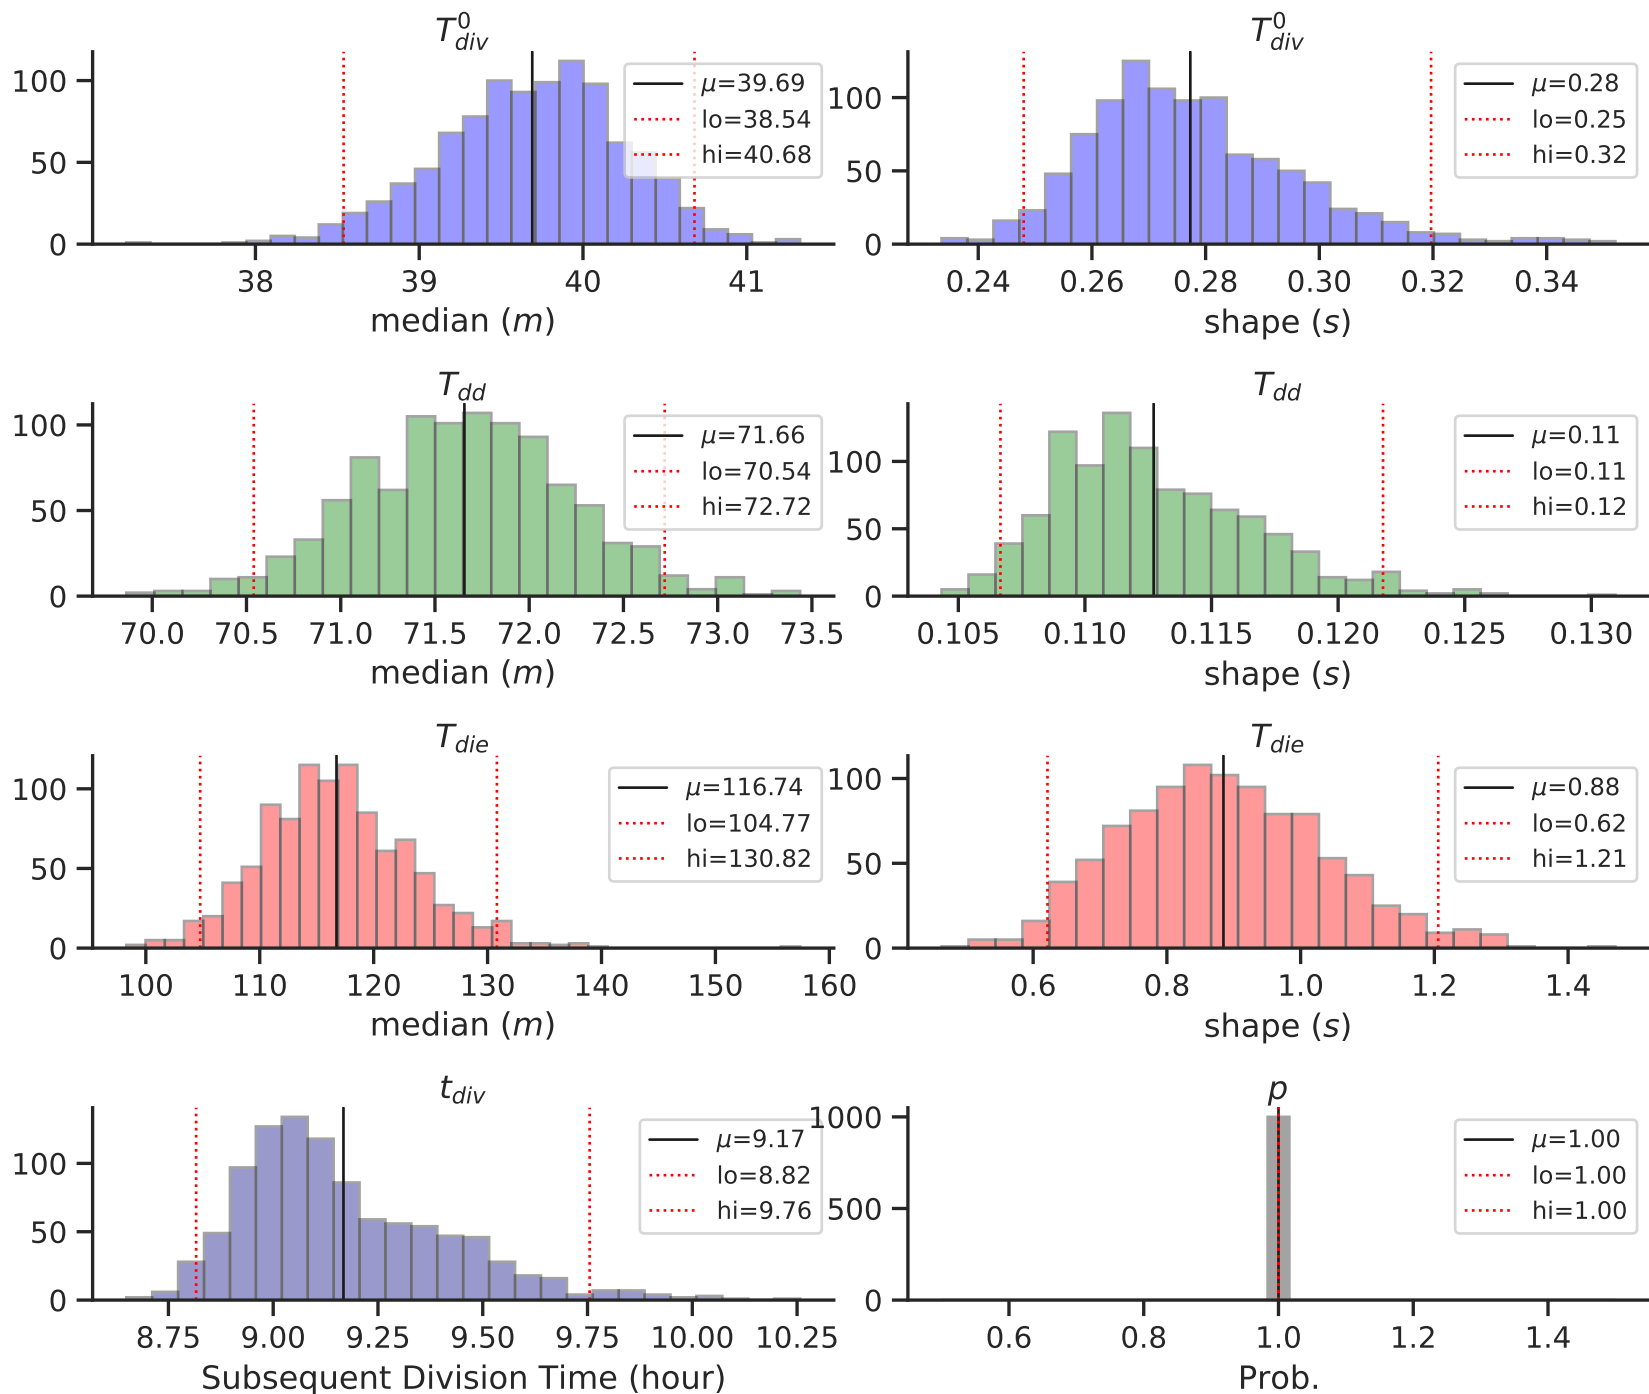 T⁰div
100
50
0
μ=39.69
lo=38.54
hi=40.68
38 39 40 41
median (m)
T⁰div
100
50
0
μ=0.28
lo=0.25
hi=0.32
0.24 0.26 0.28 0.30 0.32 0.34
shape (s)
Tdd
100
50
0
μ=71.66
lo=70.54
hi=72.72
70.0 70.5 71.0 71.5 72.0 72.5 73.0 73.5
median (m)
Tdd
100
50
0
μ=0.11
lo=0.11
hi=0.12
0.105 0.110 0.115 0.120 0.125 0.130
shape (s)
Tdie
100
50
0
μ=116.74
lo=104.77
hi=130.82
100 110 120 130 140 150 160
median (m)
Tdie
100
50
0
μ=0.88
lo=0.62
hi=1.21
0.6 0.8 1.0 1.2 1.4
shape (s)
tdiv
100
50
0
μ=9.17
lo=8.82
hi=9.76
8.75 9.00 9.25 9.50 9.75 10.00 10.25
Subsequent Division Time (hour)
p
1000
500
0
μ=1.00
lo=1.00
hi=1.00
0.6 0.8 1.0 1.2 1.4
Prob.